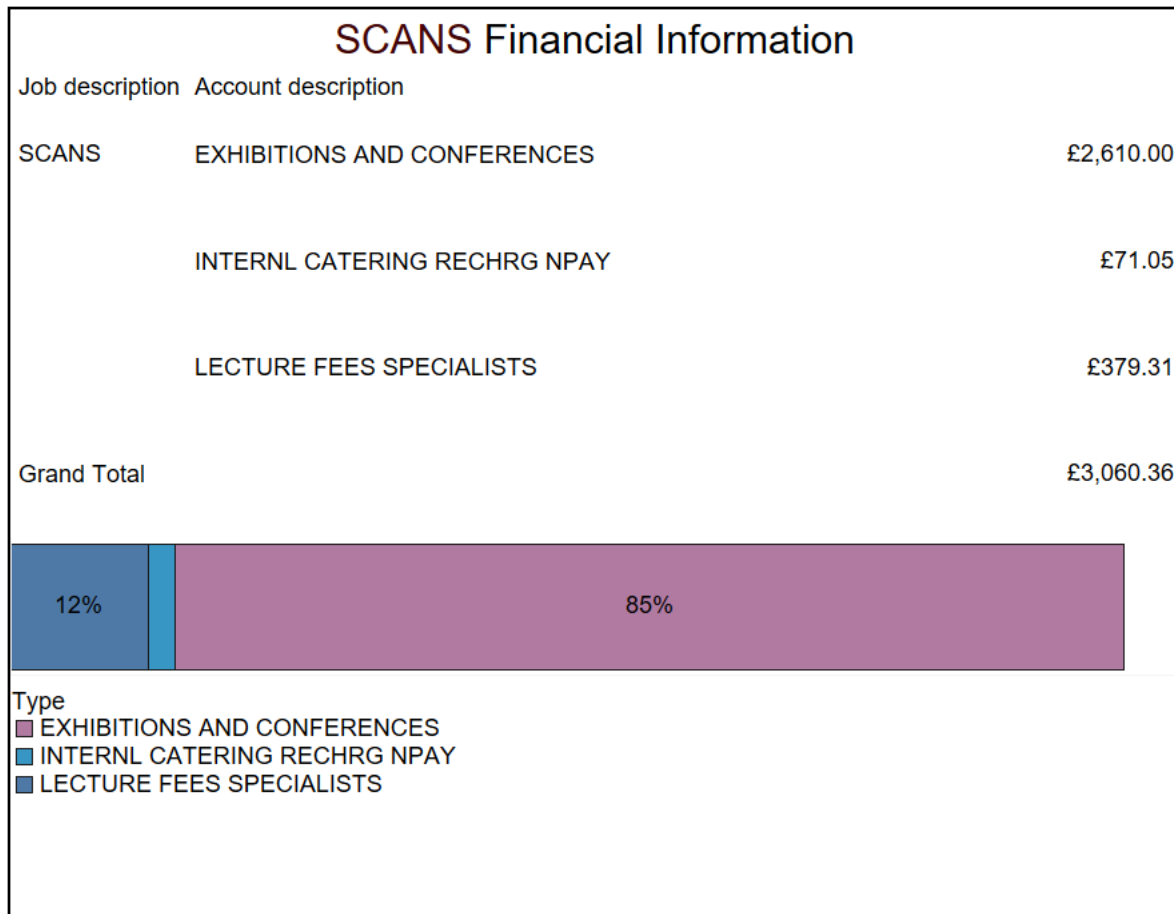 SCANS Financial Information
Job description Account description
SCANS EXHIBITIONS AND CONFERENCES £2,610.00
INTERNL CATERING RECHRG NPAY £71.05
LECTURE FEES SPECIALISTS £379.31
Grand Total £3,060.36
12% 85%
Type
EXHIBITIONS AND CONFERENCES
INTERNL CATERING RECHRG NPAY
LECTURE FEES SPECIALISTS